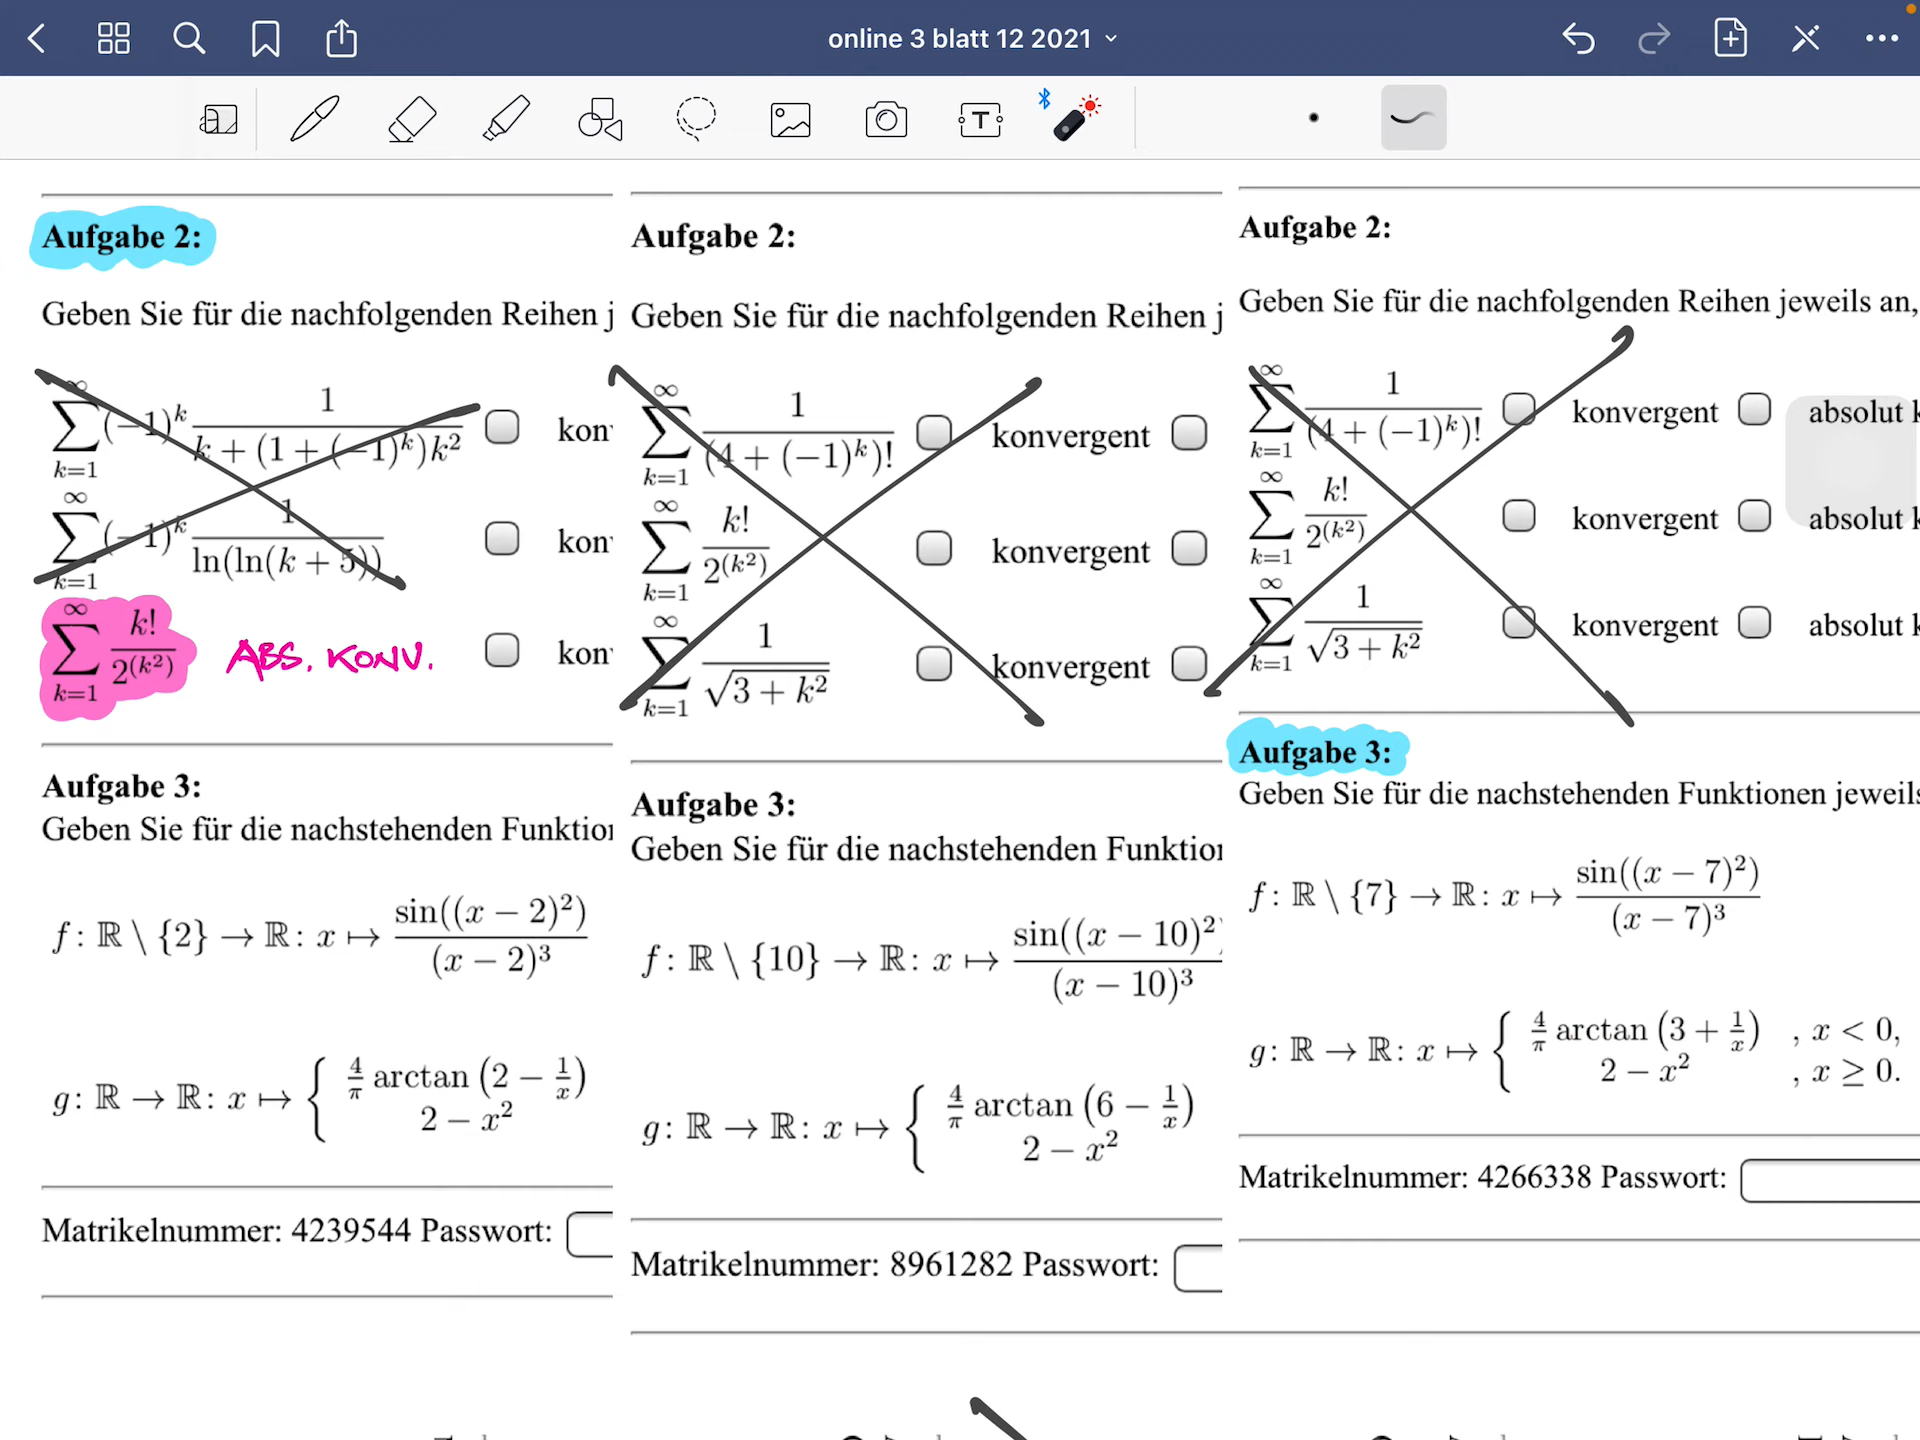 online 3 blatt 12 2021
Aufgabe 2:
Geben Sie für die nachfolgenden Reihen j
∑_{k=1}^{∞} (−1)^k 1/(k + (1 + (−1)^k)k²) kon
∑_{k=1}^{∞} (−1)^k 1/ln(ln(k + 5)) kon
∑_{k=1}^{∞} k!/2^(k²) ABS. KONV. kon
Aufgabe 3:
Geben Sie für die nachstehenden Funktion
f: ℝ \ {2} → ℝ: x ↦ sin((x − 2)²)/(x − 2)³
g: ℝ → ℝ: x ↦ { 4/π arctan (2 − 1/x)
2 − x²
Matrikelnummer: 4239544 Passwort:
Aufgabe 2:
Geben Sie für die nachfolgenden Reihen j
∑_{k=1}^{∞} 1/(4 + (−1)^k)! konvergent
∑_{k=1}^{∞} k!/2^(k²) konvergent
∑_{k=1}^{∞} 1/√(3 + k²) konvergent
Aufgabe 3:
Geben Sie für die nachstehenden Funktion
f: ℝ \ {10} → ℝ: x ↦ sin((x − 10)²)/(x − 10)³
g: ℝ → ℝ: x ↦ { 4/π arctan (6 − 1/x)
2 − x²
Matrikelnummer: 8961282 Passwort:
Aufgabe 2:
Geben Sie für die nachfolgenden Reihen jeweils an,
∑_{k=1}^{∞} 1/(4 + (−1)^k)! konvergent absolut k
∑_{k=1}^{∞} k!/2^(k²) konvergent absolut k
∑_{k=1}^{∞} 1/√(3 + k²) konvergent absolut k
Aufgabe 3:
Geben Sie für die nachstehenden Funktionen jeweils
f: ℝ \ {7} → ℝ: x ↦ sin((x − 7)²)/(x − 7)³
g: ℝ → ℝ: x ↦ { 4/π arctan (3 + 1/x) , x < 0,
2 − x² , x ≥ 0.
Matrikelnummer: 4266338 Passwort: